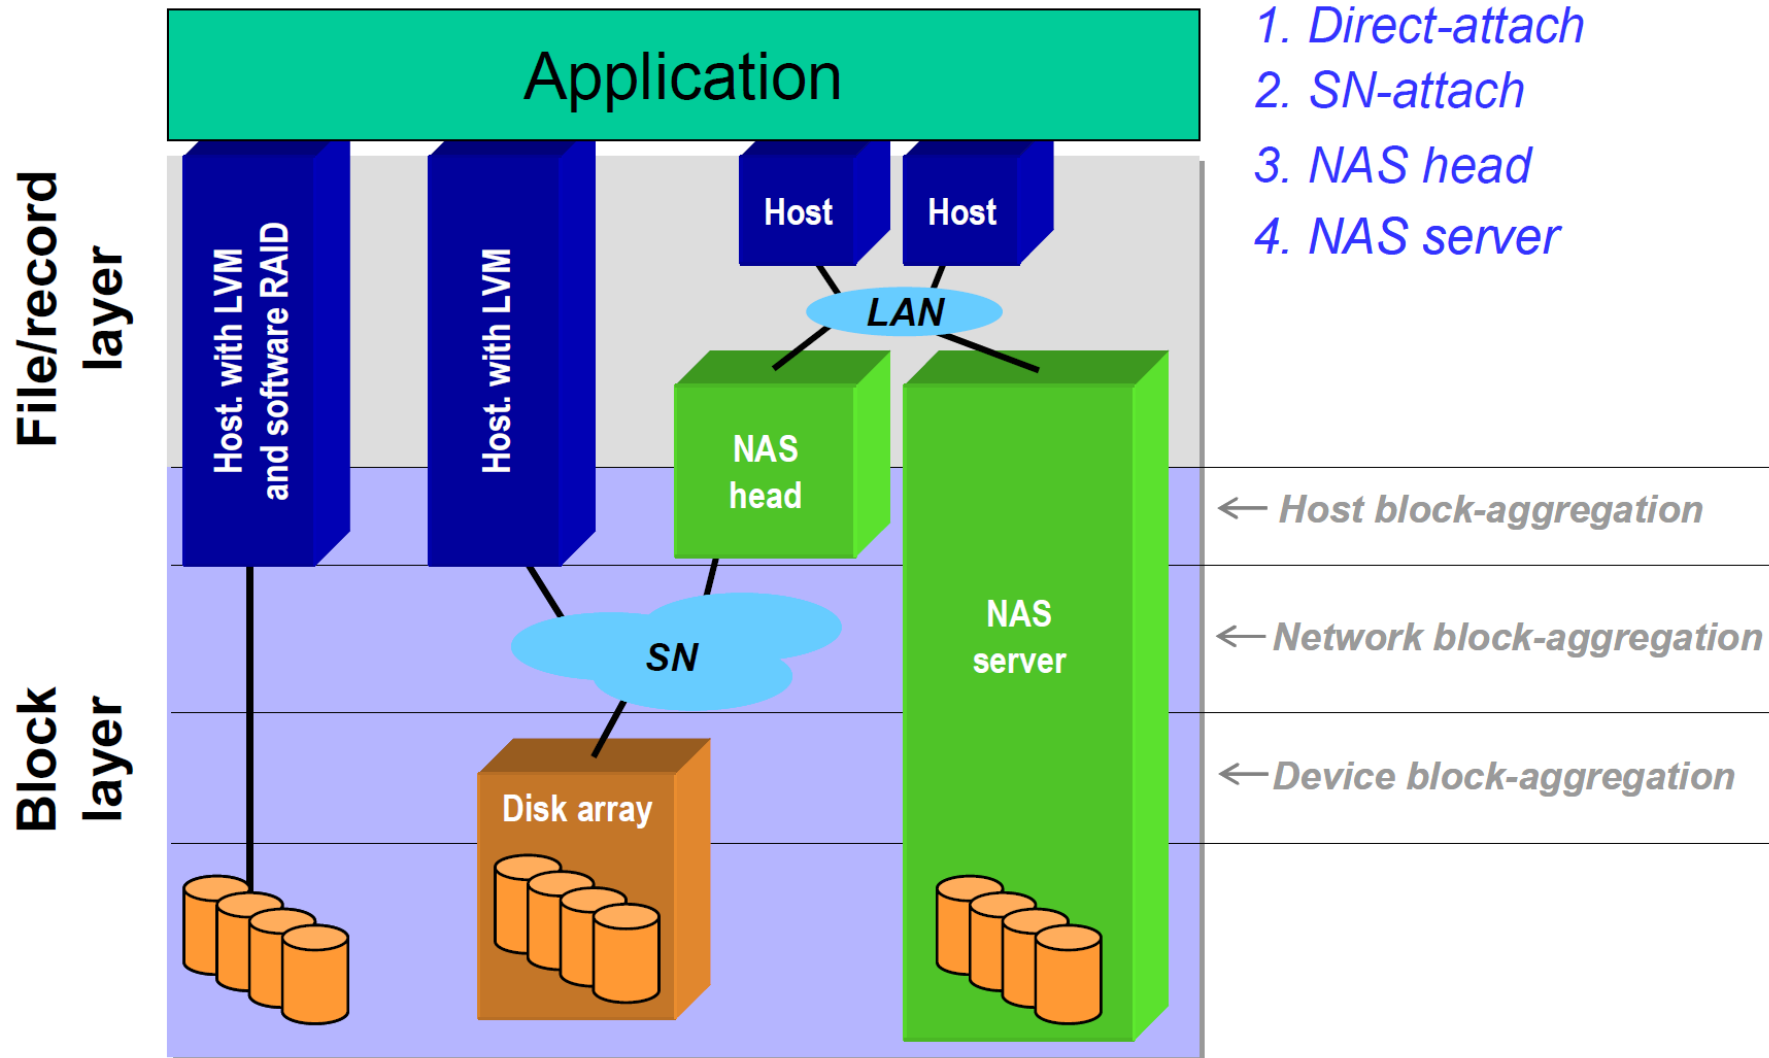 Application
1. Direct-attach
2. SN-attach
3. NAS head
4. NAS server
File/record
layer
Host. with LVM
and software RAID
Host. with LVM
Host
Host
LAN
NAS
head
Host block-aggregation
Block
layer
SN
NAS
server
Network block-aggregation
Disk array
Device block-aggregation